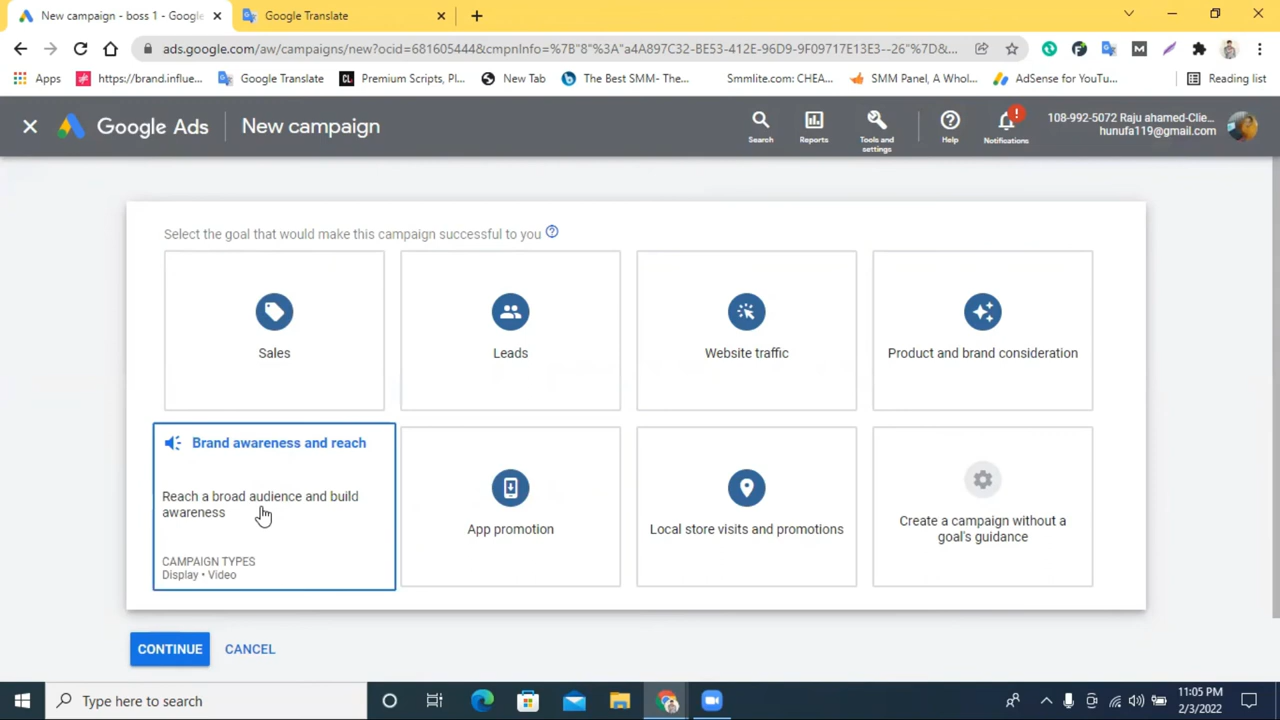 New campaign - boss 1 - Google
Google Translate
ads.google.com/aw/campaigns/new?ocid=681605444&cmpnInfo=%7B"8"%3A"a4A897C32-BE53-412E-96D9-9F09717E13E3--26"%7D&...
Apps
https://brand.influe...
Google Translate
Premium Scripts, Pl...
New Tab
The Best SMM- The...
Smmlite.com: CHEA...
SMM Panel, A Whol...
AdSense for YouTu...
Reading list
Google Ads
New campaign
Search
Reports
Tools and settings
Help
Notifications
108-992-5072 Raju ahamed-Clie...
hunufa119@gmail.com
Select the goal that would make this campaign successful to you
Sales
Leads
Website traffic
Product and brand consideration
Brand awareness and reach
Reach a broad audience and build
awareness
CAMPAIGN TYPES
Display • Video
App promotion
Local store visits and promotions
Create a campaign without a
goal's guidance
CONTINUE
CANCEL
Type here to search
11:05 PM
2/3/2022